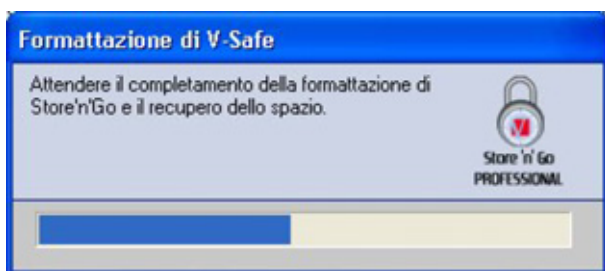 Formattazione di V-Safe
Attendere il completamento della formattazione di
Store'n'Go e il recupero dello spazio.
V
Store 'n' Go
PROFESSIONAL